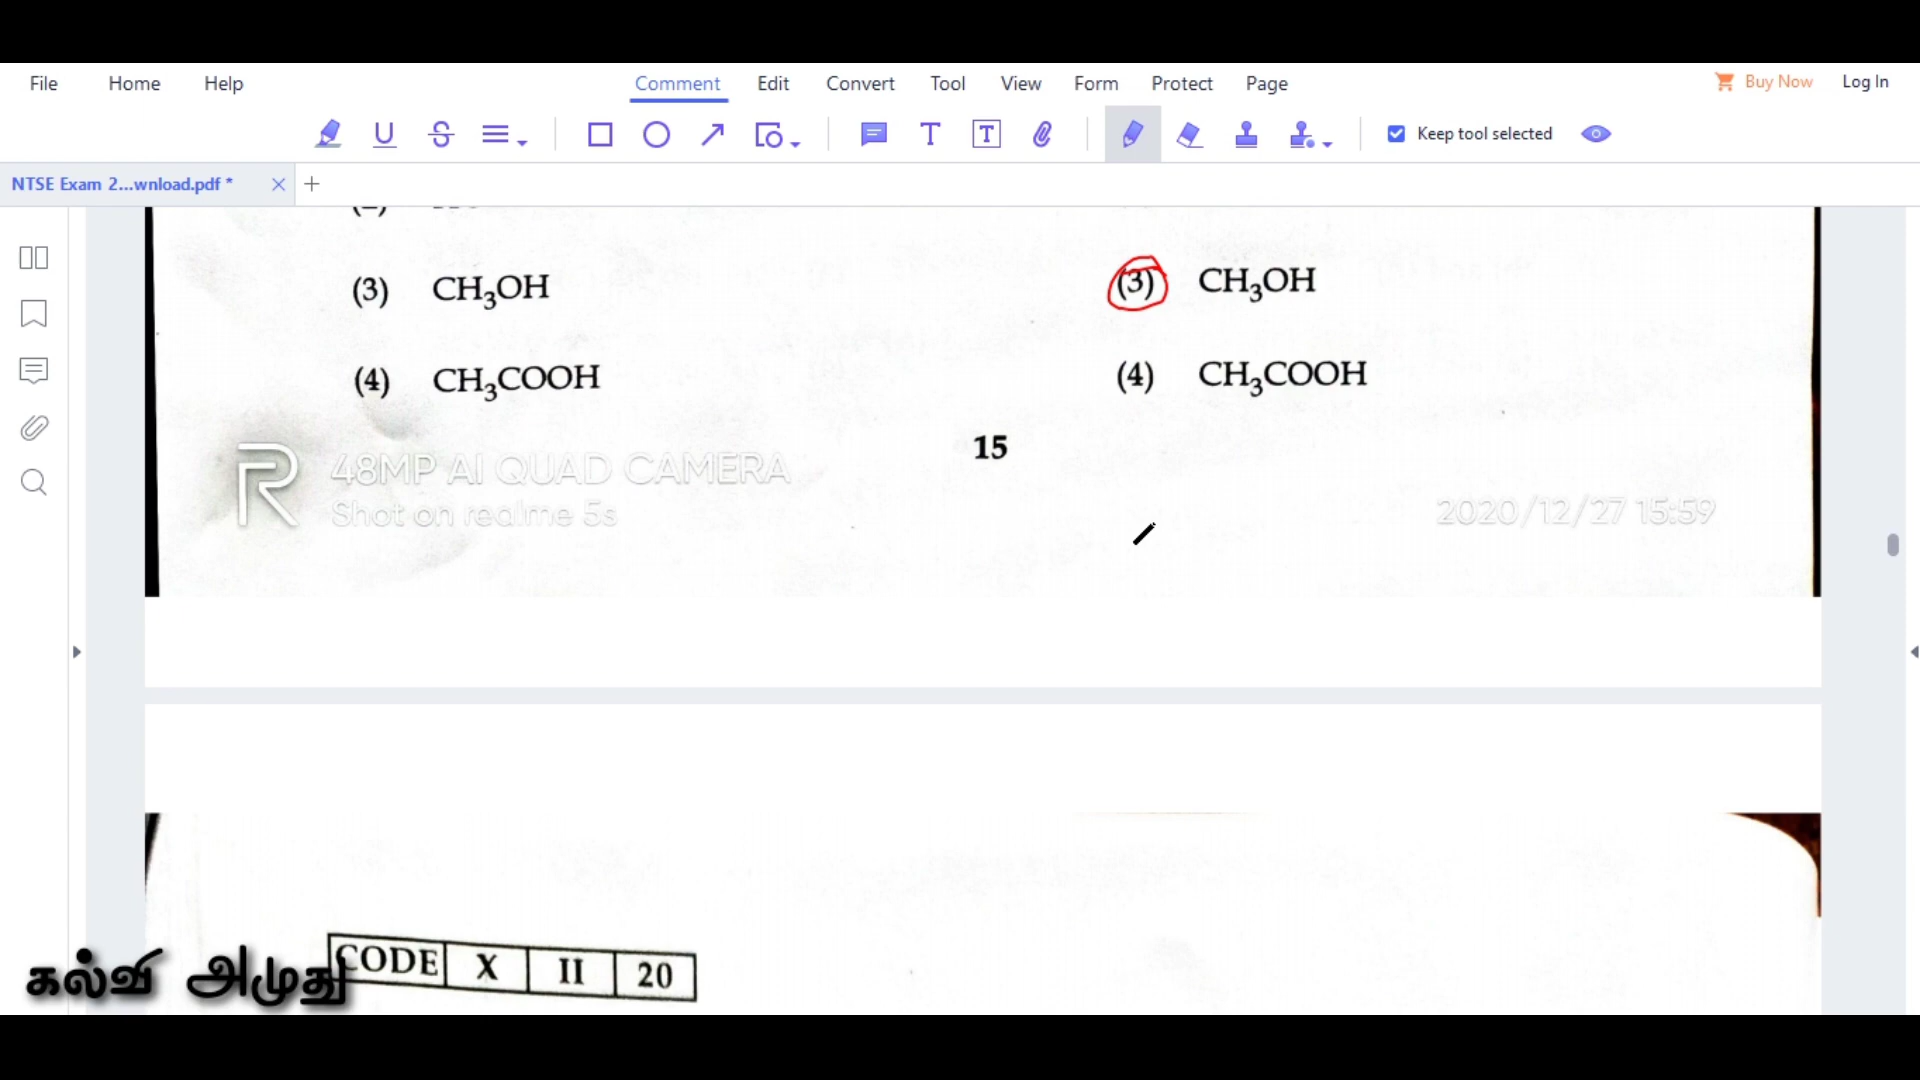 File Home Help Comment Edit Convert Tool View Form Protect Page Buy Now Log In
Keep tool selected
NTSE Exam 2...wnload.pdf *
(3) CH₃OH (3) CH₃OH
(4) CH₃COOH (4) CH₃COOH
15
48MP AI QUAD CAMERA
Shot on realme 5s
2020/12/27 15:59
CODE X II 20
கல்வி அமுது